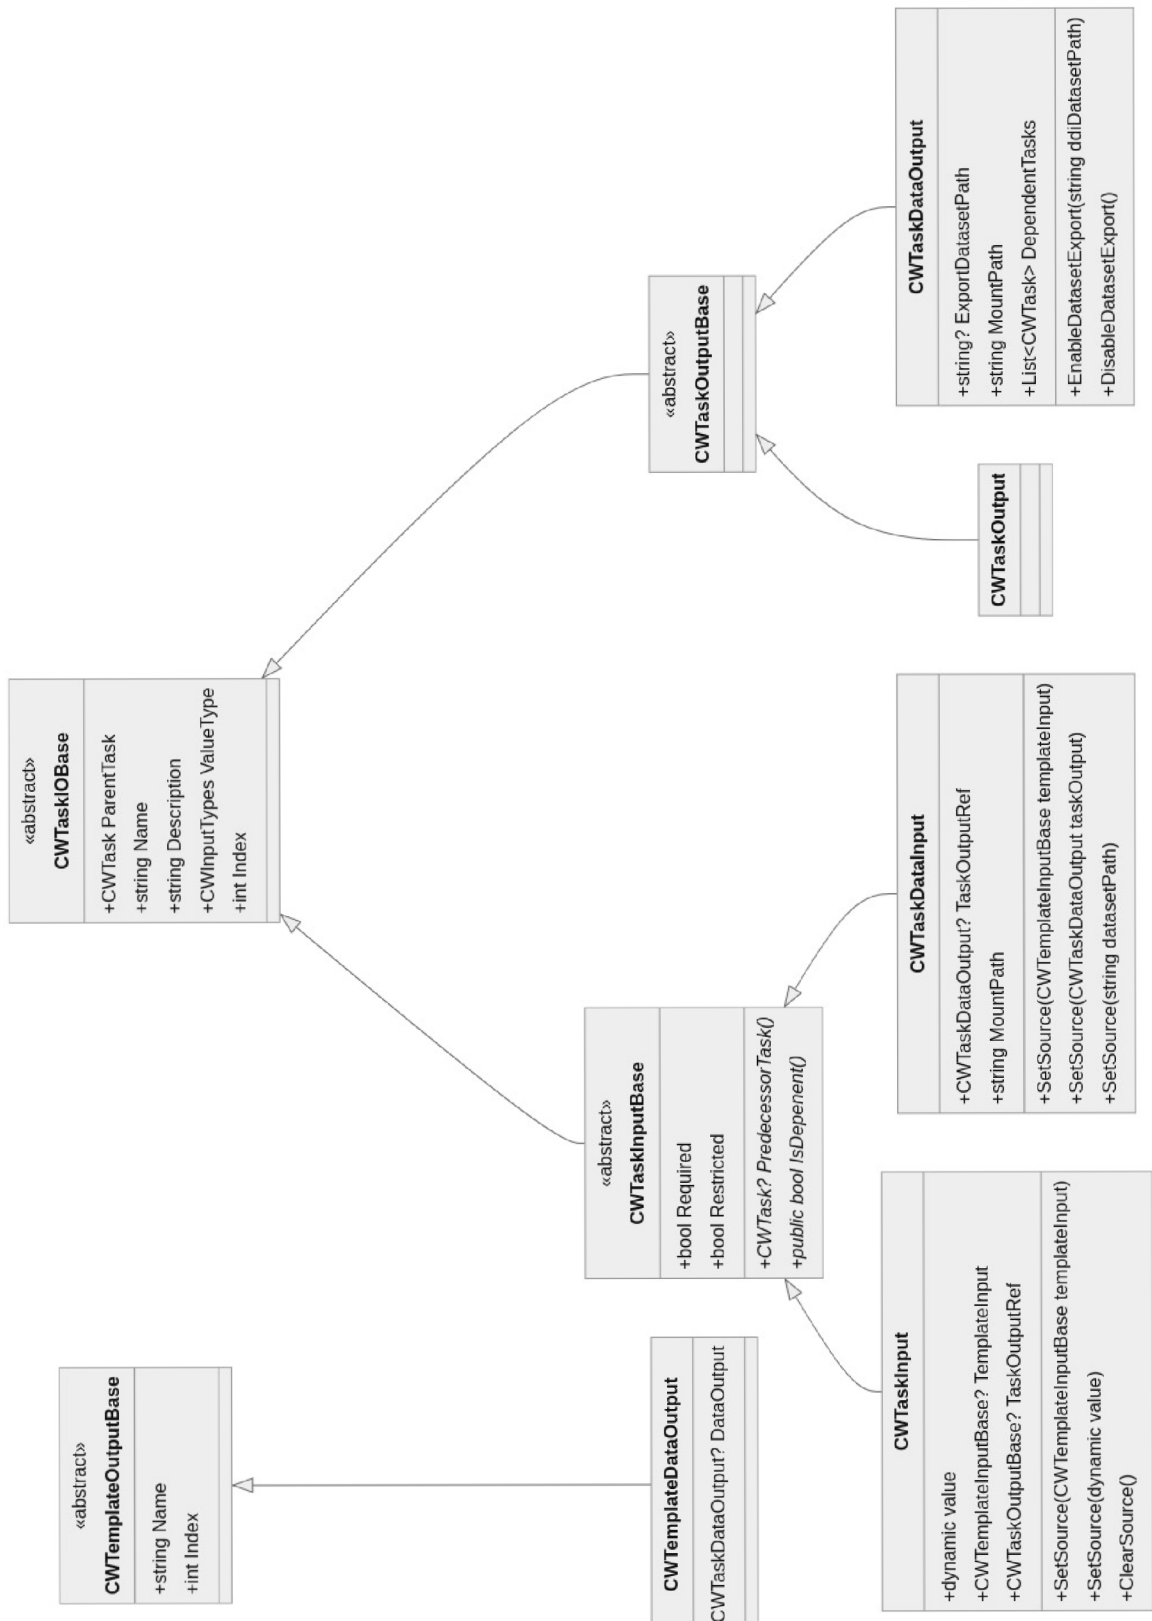 «abstract»
CWTemplateOutputBase
+string Name
+int Index
«abstract»
CWTaskIOBase
+CWTask ParentTask
+string Name
+string Description
+CWInputTypes ValueType
+int Index
CWTemplateDataOutput
CWTaskDataOutput? DataOutput
«abstract»
CWTaskInputBase
+bool Required
+bool Restricted
+CWTask? PredecessorTask()
+public bool IsDepenent()
«abstract»
CWTaskOutputBase
CWTaskInput
+dynamic value
+CWTemplateInputBase? TemplateInput
+CWTaskOutputBase? TaskOutputRef
+SetSource(CWTemplateInputBase templateInput)
+SetSource(dynamic value)
+ClearSource()
CWTaskDataInput
+CWTaskDataOutput? TaskOutputRef
+string MountPath
+SetSource(CWTemplateInputBase templateInput)
+SetSource(CWTaskDataOutput taskOutput)
+SetSource(string datasetPath)
CWTaskOutput
CWTaskDataOutput
+string? ExportDatasetPath
+string MountPath
+List<CWTask> DependentTasks
+EnableDatasetExport(string ddiDatasetPath)
+DisableDatasetExport()